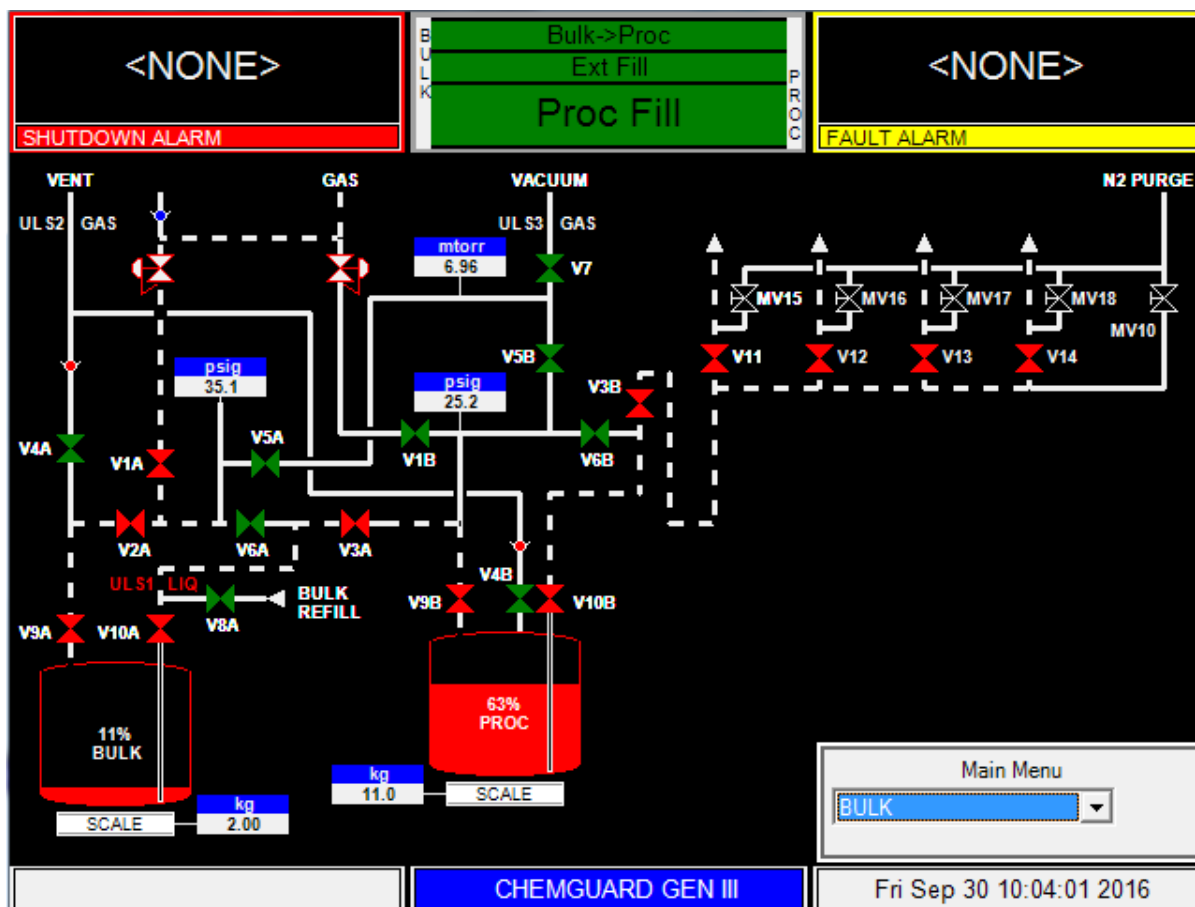 <NONE>
SHUTDOWN ALARM
BULK
Bulk->Proc
Ext Fill
Proc Fill
PROC
<NONE>
FAULT ALARM
VENT
GAS
VACUUM
N2 PURGE
ULS2 GAS
ULS3 GAS
mtorr
6.96
V7
MV15
MV16
MV17
MV18
MV10
V5B
V11
V12
V13
V14
psig
35.1
psig
25.2
V3B
V4A
V1A
V5A
V1B
V6B
V2A
V6A
V3A
ULS1 LIQ
V4B
BULK
REFILL
V8A
V9B
V10B
V9A
V10A
11%
BULK
63%
PROC
kg
11.0
SCALE
kg
2.00
SCALE
Main Menu
BULK
CHEMGUARD GEN III
Fri Sep 30 10:04:01 2016